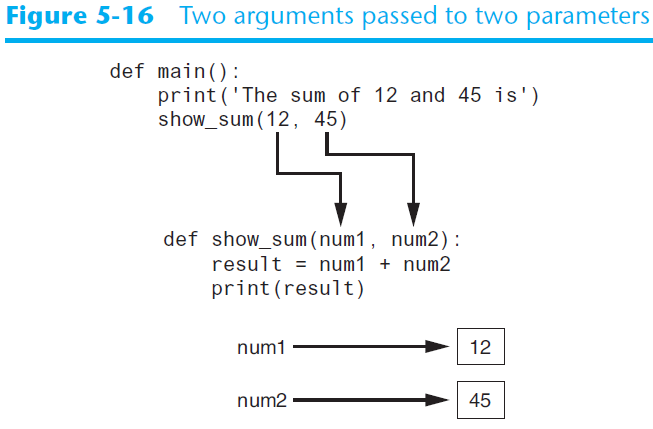 Figure 5-16 Two arguments passed to two parameters
def main():
    print('The sum of 12 and 45 is')
    show_sum(12, 45)
def show_sum(num1, num2):
    result = num1 + num2
    print(result)
num1 12
num2 45